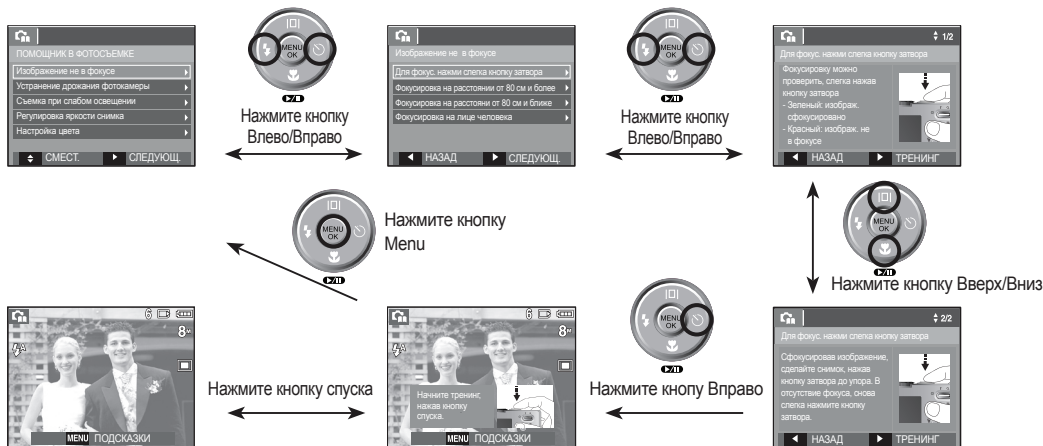 ПОМОЩНИК В ФОТОСЪЕМКЕ
Изображение не в фокусе
Устранение дрожания фотокамеры
Съемка при слабом освещении
Регулировка яркости снимка
Настройка цвета
СМЕСТ. СЛЕДУЮЩ.
MENU
OK
Нажмите кнопку
Влево/Вправо
Изображение не в фокусе
Для фокус. нажми слегка кнопку затвора
Фокусировка на расстоянии от 80 см и более
Фокусировка на расстояни от 80 см и ближе
Фокусировка на лице человека
НАЗАД СЛЕДУЮЩ.
MENU
OK
Нажмите кнопку
Влево/Вправо
1/2
Для фокус. нажми слегка кнопку затвора
Фокусировку можно
проверить, слегка нажав
кнопку затвора
- Зеленый: изображ.
сфокусировано
- Красный: изображ. не
в фокусе
НАЗАД ТРЕНИНГ
MENU
OK
Нажмите кнопку
Menu
MENU
OK
Нажмите кнопку Вверх/Вниз
6
8M
A
MENU ПОДСКАЗКИ
Нажмите кнопку спуска
6
8M
A
Начните тренинг,
нажав кнопку
спуска.
MENU ПОДСКАЗКИ
MENU
OK
Нажмите кнопу Вправо
2/2
Для фокус. нажми слегка кнопку затвора
Сфокусировав изображение,
сделайте снимок, нажав
кнопку затвора до упора. В
отсутствие фокуса, снова
слегка нажмите кнопку
затвора.
НАЗАД ТРЕНИНГ